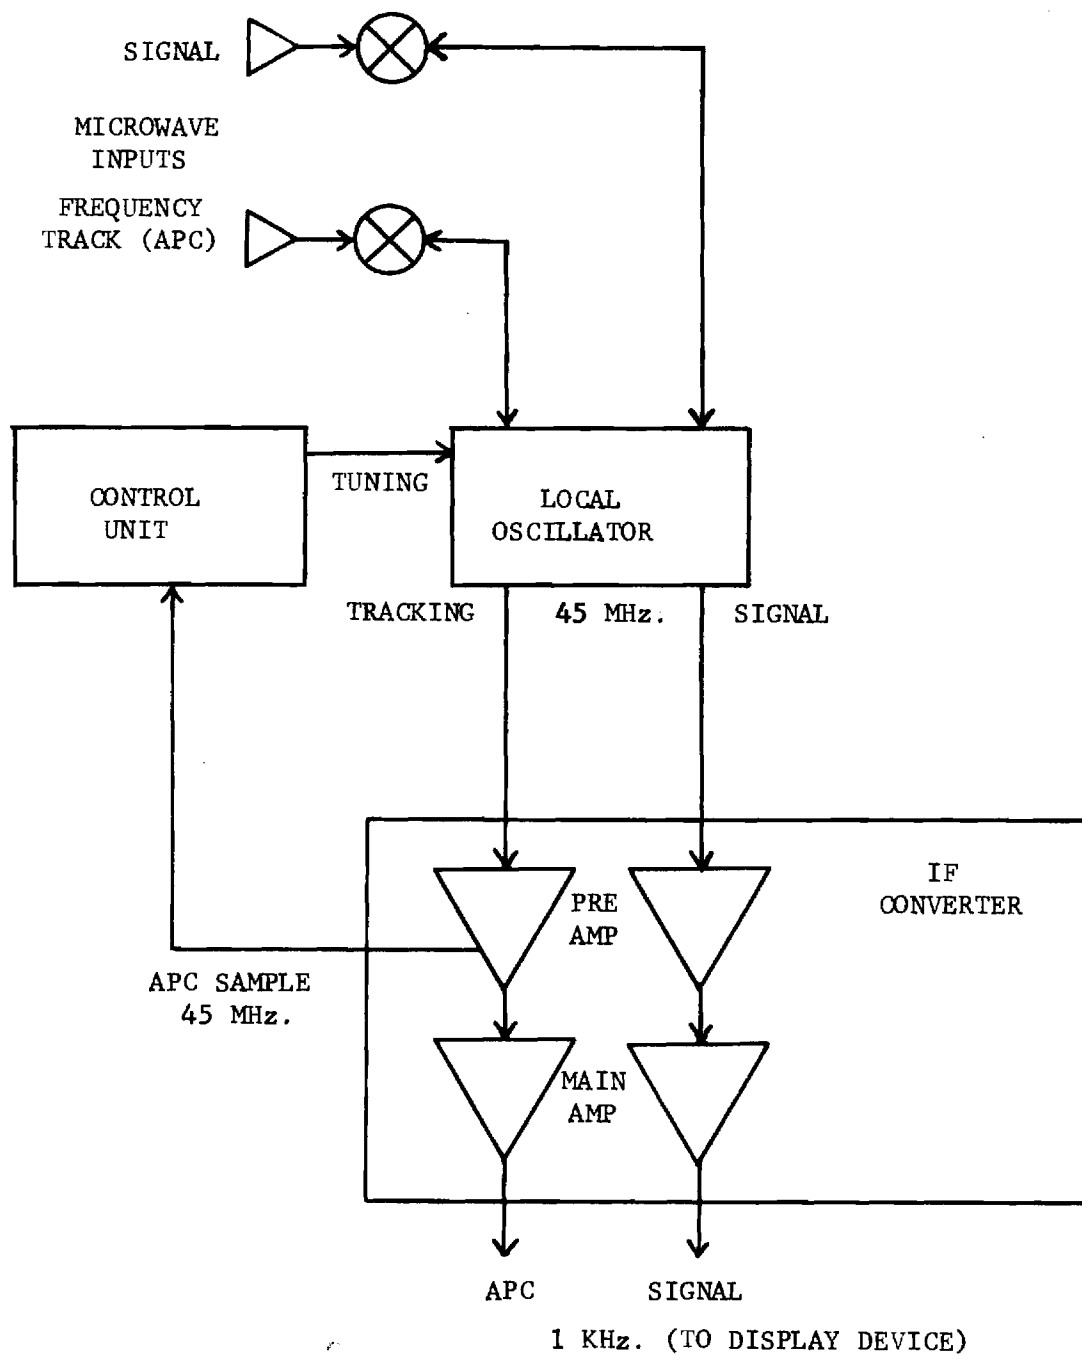 SIGNAL
MICROWAVE
INPUTS
FREQUENCY
TRACK (APC)
CONTROL
UNIT
TUNING
LOCAL
OSCILLATOR
TRACKING
45 MHz.
SIGNAL
IF
CONVERTER
PRE
AMP
APC SAMPLE
45 MHz.
MAIN
AMP
APC
SIGNAL
1 KHz. (TO DISPLAY DEVICE)